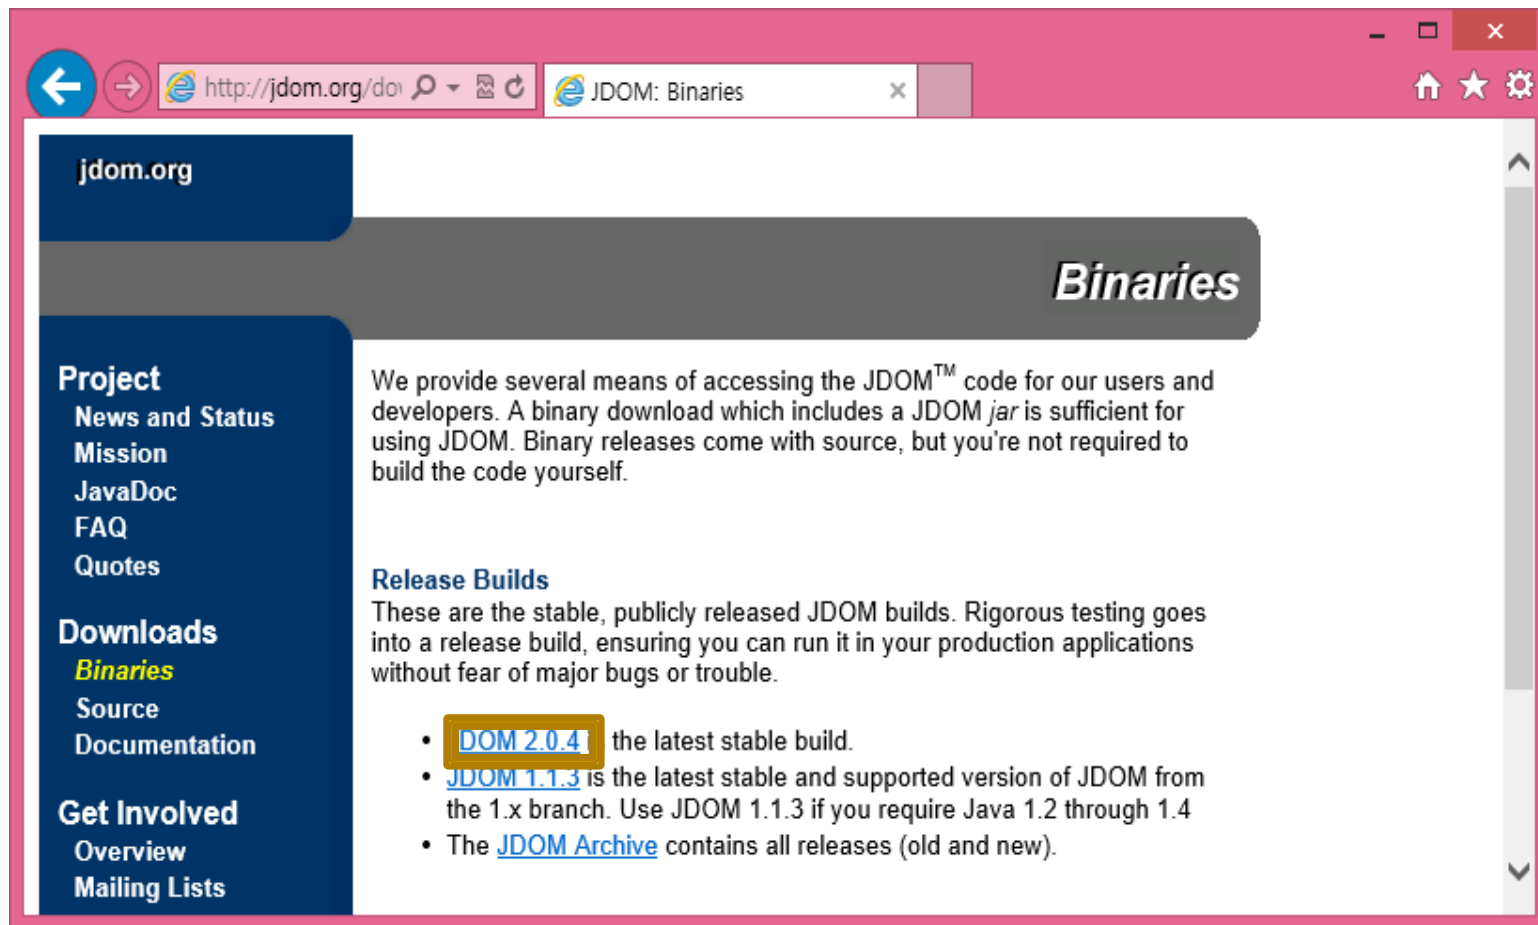 http://jdom.org/do
JDOM: Binaries
jdom.org
Binaries
Project
News and Status
Mission
JavaDoc
FAQ
Quotes
Downloads
Binaries
Source
Documentation
Get Involved
Overview
Mailing Lists
We provide several means of accessing the JDOM™ code for our users and
developers. A binary download which includes a JDOM jar is sufficient for
using JDOM. Binary releases come with source, but you're not required to
build the code yourself.
Release Builds
These are the stable, publicly released JDOM builds. Rigorous testing goes
into a release build, ensuring you can run it in your production applications
without fear of major bugs or trouble.
• DOM 2.0.4 the latest stable build.
• JDOM 1.1.3 is the latest stable and supported version of JDOM from
the 1.x branch. Use JDOM 1.1.3 if you require Java 1.2 through 1.4
• The JDOM Archive contains all releases (old and new).